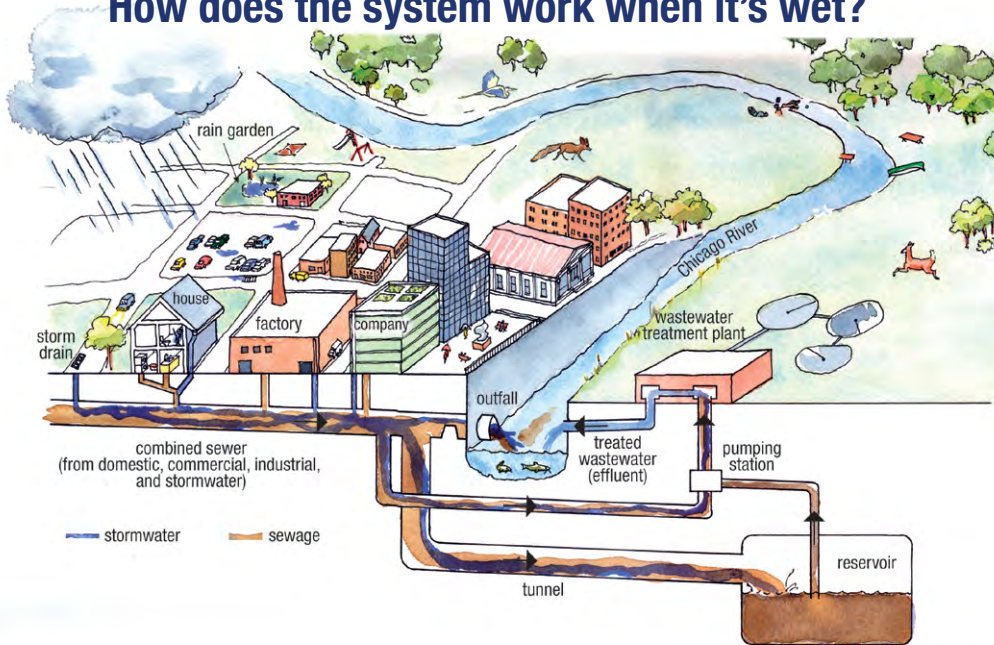 How does the system work when it's wet?
rain garden
Chicago River
house
storm
drain
factory
company
wastewater
treatment plant
outfall
combined sewer
(from domestic, commercial, industrial,
and stormwater)
treated
wastewater
(effluent)
pumping
station
stormwater
sewage
reservoir
tunnel